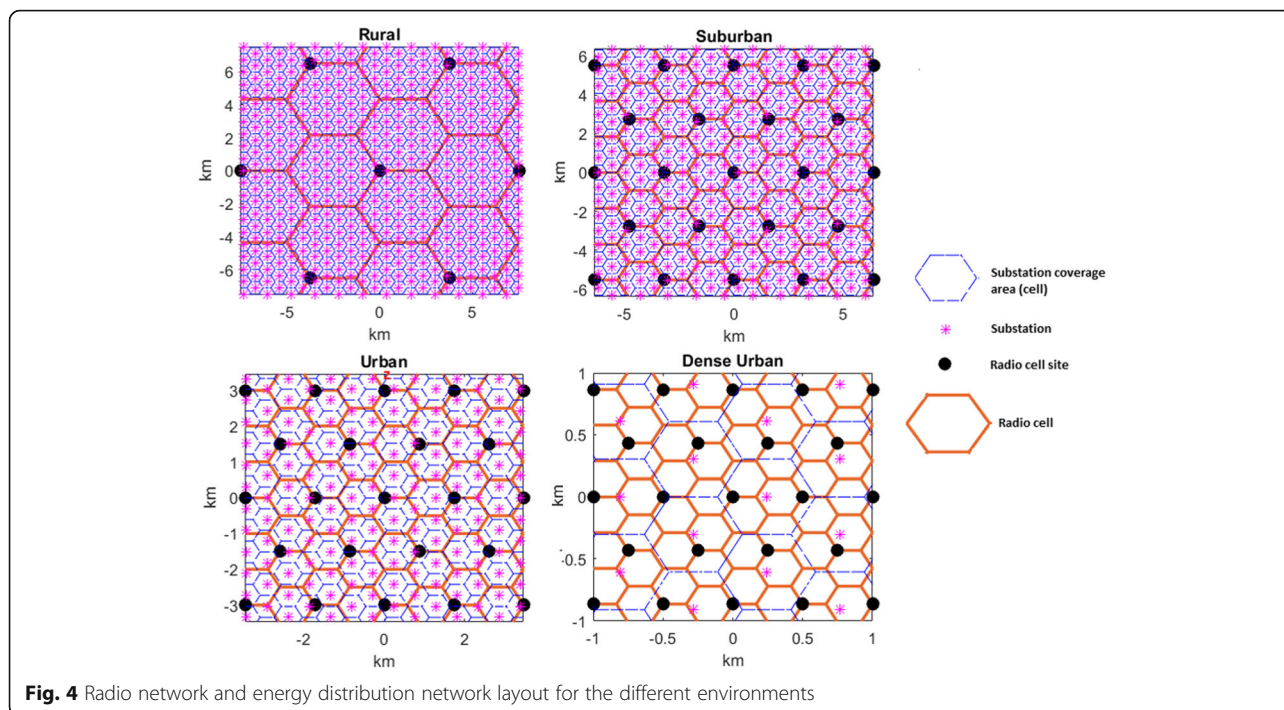 Rural
6
4
2
0
-2
-4
-6
km
-5
0
5
km
Suburban
6
4
2
0
-2
-4
-6
km
-5
0
5
km
Urban
3
2
1
0
-1
-2
-3
km
-2
0
2
km
Dense Urban
1
0.5
0
-0.5
-1
km
-1
-0.5
0
0.5
1
km
Substation coverage
area (cell)
Substation
Radio cell site
Radio cell
Fig. 4 Radio network and energy distribution network layout for the different environments